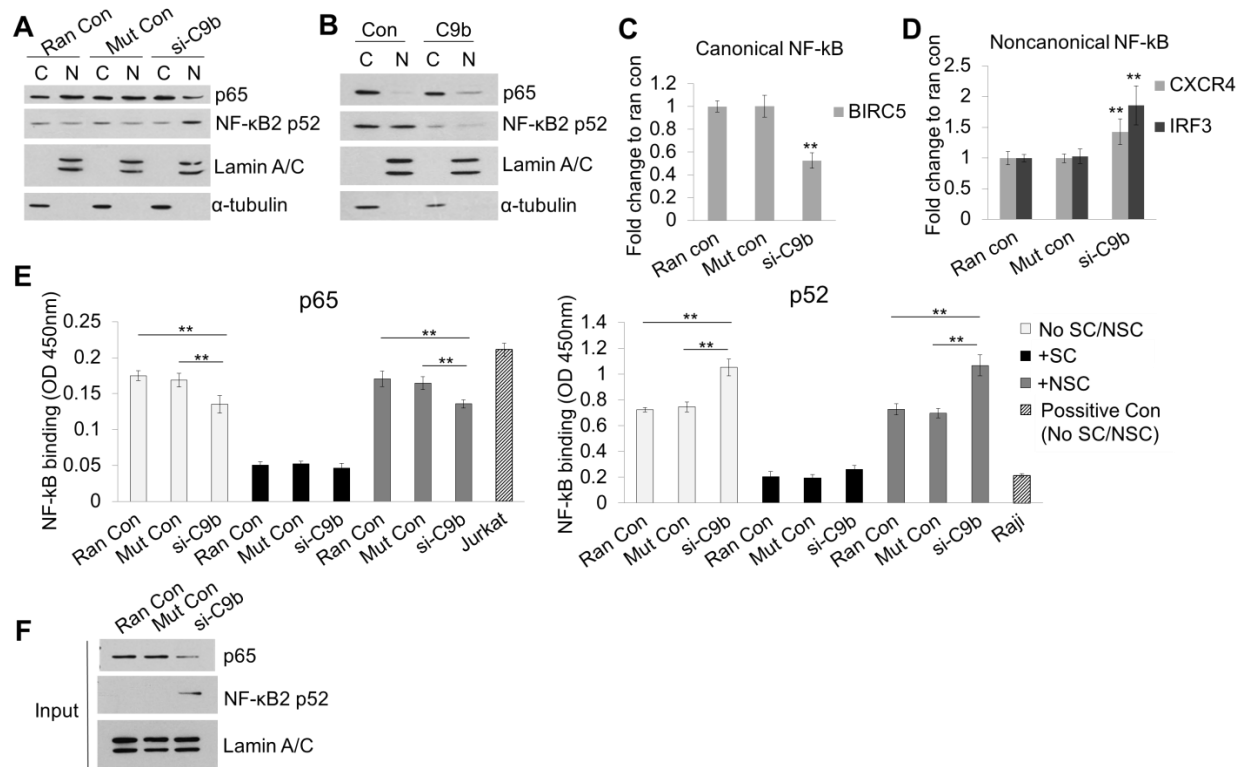 A
Ran Con
Mut Con
si-C9b
C N C N C N
p65
NF-κB2 p52
Lamin A/C
α-tubulin
B
Con C9b
C N C N
p65
NF-κB2 p52
Lamin A/C
α-tubulin
C
Canonical NF-kB
Fold change to ran con
1.2
1
0.8
0.6
0.4
0.2
0
**
BIRC5
Ran con
Mut con
si-C9b
D
Noncanonical NF-kB
Fold change to ran con
2.5
2
1.5
1
0.5
0
**
**
CXCR4
IRF3
Ran con
Mut con
si-C9b
E
p65
NF-kB binding (OD 450nm)
0.25
0.2
0.15
0.1
0.05
0
**
**
**
**
Ran Con
Mut Con
si-C9b
Ran Con
Mut Con
si-C9b
Ran Con
Mut Con
si-C9b
Jurkat
p52
NF-kB binding (OD 450nm)
1.4
1.2
1
0.8
0.6
0.4
0.2
0
**
**
**
**
Ran Con
Mut Con
si-C9b
Ran Con
Mut Con
si-C9b
Ran Con
Mut Con
si-C9b
Raji
No SC/NSC
+SC
+NSC
Possitive Con
(No SC/NSC)
F
Ran Con
Mut Con
si-C9b
Input
p65
NF-κB2 p52
Lamin A/C